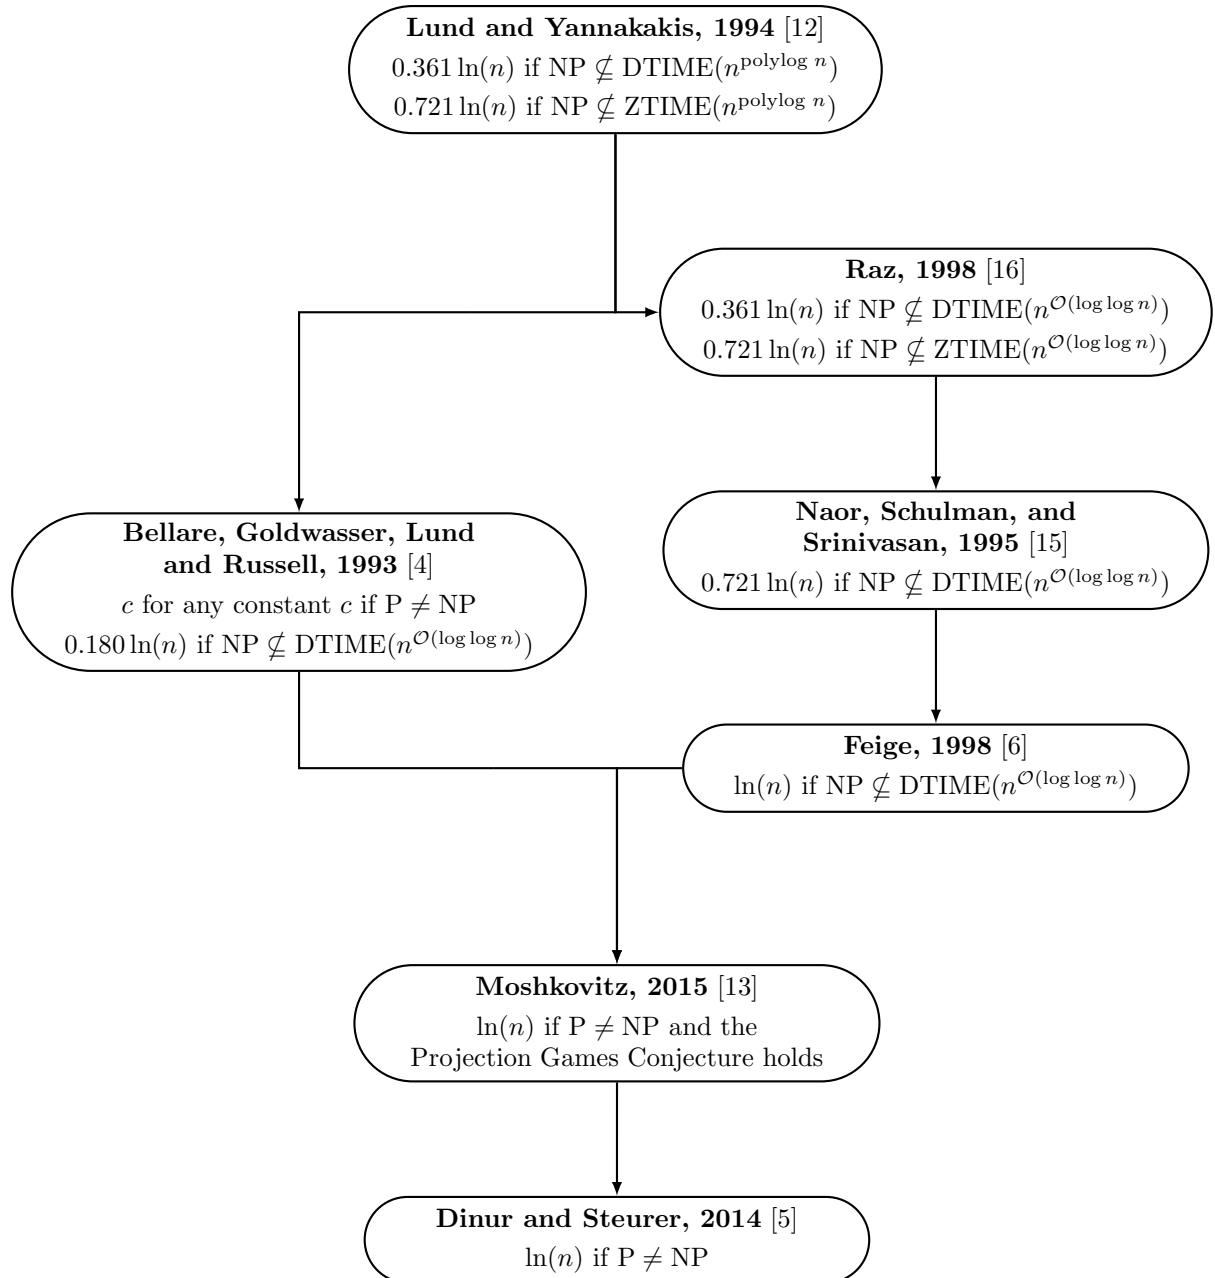 Lund and Yannakakis, 1994 [12]
0.361 ln(n) if NP ⊈ DTIME(n^{polylog n})
0.721 ln(n) if NP ⊈ ZTIME(n^{polylog n})
Raz, 1998 [16]
0.361 ln(n) if NP ⊈ DTIME(n^{𝒪(log log n)})
0.721 ln(n) if NP ⊈ ZTIME(n^{𝒪(log log n)})
Bellare, Goldwasser, Lund
and Russell, 1993 [4]
c for any constant c if P ≠ NP
0.180 ln(n) if NP ⊈ DTIME(n^{𝒪(log log n)})
Naor, Schulman, and
Srinivasan, 1995 [15]
0.721 ln(n) if NP ⊈ DTIME(n^{𝒪(log log n)})
Feige, 1998 [6]
ln(n) if NP ⊈ DTIME(n^{𝒪(log log n)})
Moshkovitz, 2015 [13]
ln(n) if P ≠ NP and the
Projection Games Conjecture holds
Dinur and Steurer, 2014 [5]
ln(n) if P ≠ NP